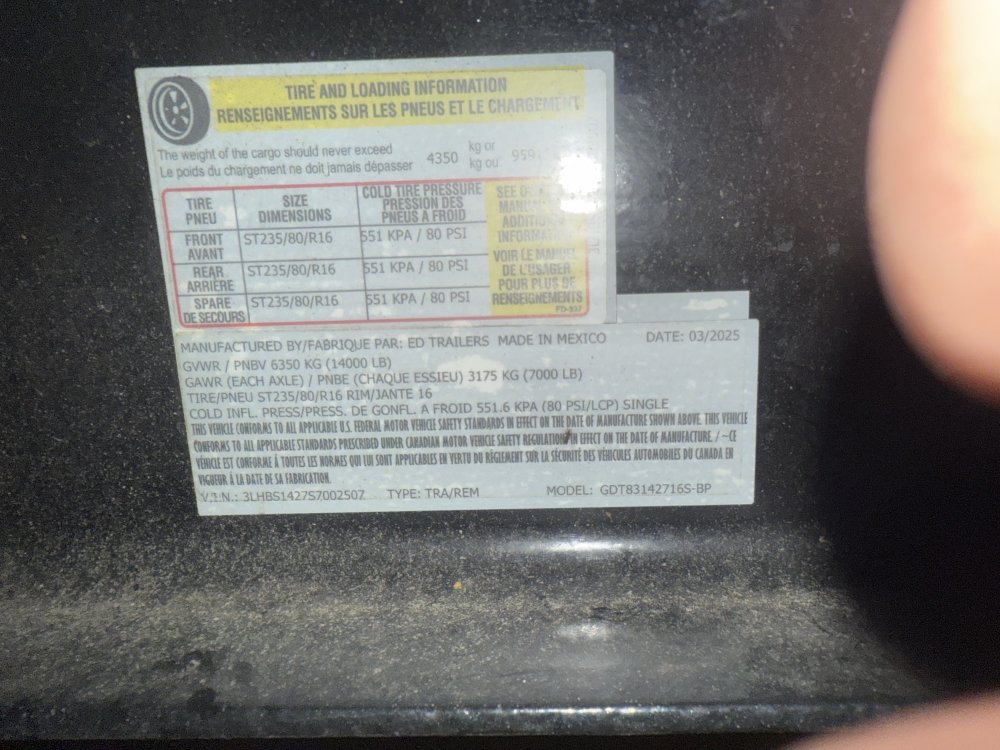 TIRE AND LOADING INFORMATION
RENSEIGNEMENTS SUR LES PNEUS ET LE CHARGEMENT
The weight of the cargo should never exceed 4350 kg or
Le poids du chargement ne doit jamais dépasser kg ou
TIRE PNEU SIZE DIMENSIONS COLD TIRE PRESSURE PRESSION DES PNEUS A FROID
FRONT AVANT ST235/80/R16 551 KPA / 80 PSI
REAR ARRIÈRE ST235/80/R16 551 KPA / 80 PSI
SPARE DE SECOURS ST235/80/R16 551 KPA / 80 PSI
SEE
VOIR LE MANUEL
DE L'USAGER
POUR PLUS DE
RENSEIGNEMENTS
MANUFACTURED BY/FABRIQUE PAR: ED TRAILERS MADE IN MEXICO DATE: 03/2025
GVWR / PNBV 6350 KG (14000 LB)
GAWR (EACH AXLE) / PNBE (CHAQUE ESSIEU) 3175 KG (7000 LB)
TIRE/PNEU ST235/80/R16 RIM/JANTE 16
COLD INFL. PRESS/PRESS. DE GONFL. A FROID 551.6 KPA (80 PSI/LCP) SINGLE
THIS VEHICLE CONFORMS TO ALL APPLICABLE U.S. FEDERAL MOTOR VEHICLE SAFETY STANDARDS IN EFFECT ON THE DATE OF MANUFACTURE SHOWN ABOVE. THIS VEHICLE
CONFORMS TO ALL APPLICABLE STANDARDS PRESCRIBED UNDER CANADIAN MOTOR VEHICLE SAFETY REGULATION IN EFFECT ON THE DATE OF MANUFACTURE. / ~CE
VÉHICLE EST CONFORME À TOUTES LES NORMES QUI LUI SONT APPLICABLES EN VERTU DU RÈGLEMENT SUR LA SÉCURITÉ DES VÉHICULES AUTOMOBILES DU CANADA EN
VIGUEUR À LA DATE DE SA FABRICATION.
V.I.N.: 3LHBS1427S7002507 TYPE: TRA/REM MODEL: GDT83142716S-BP